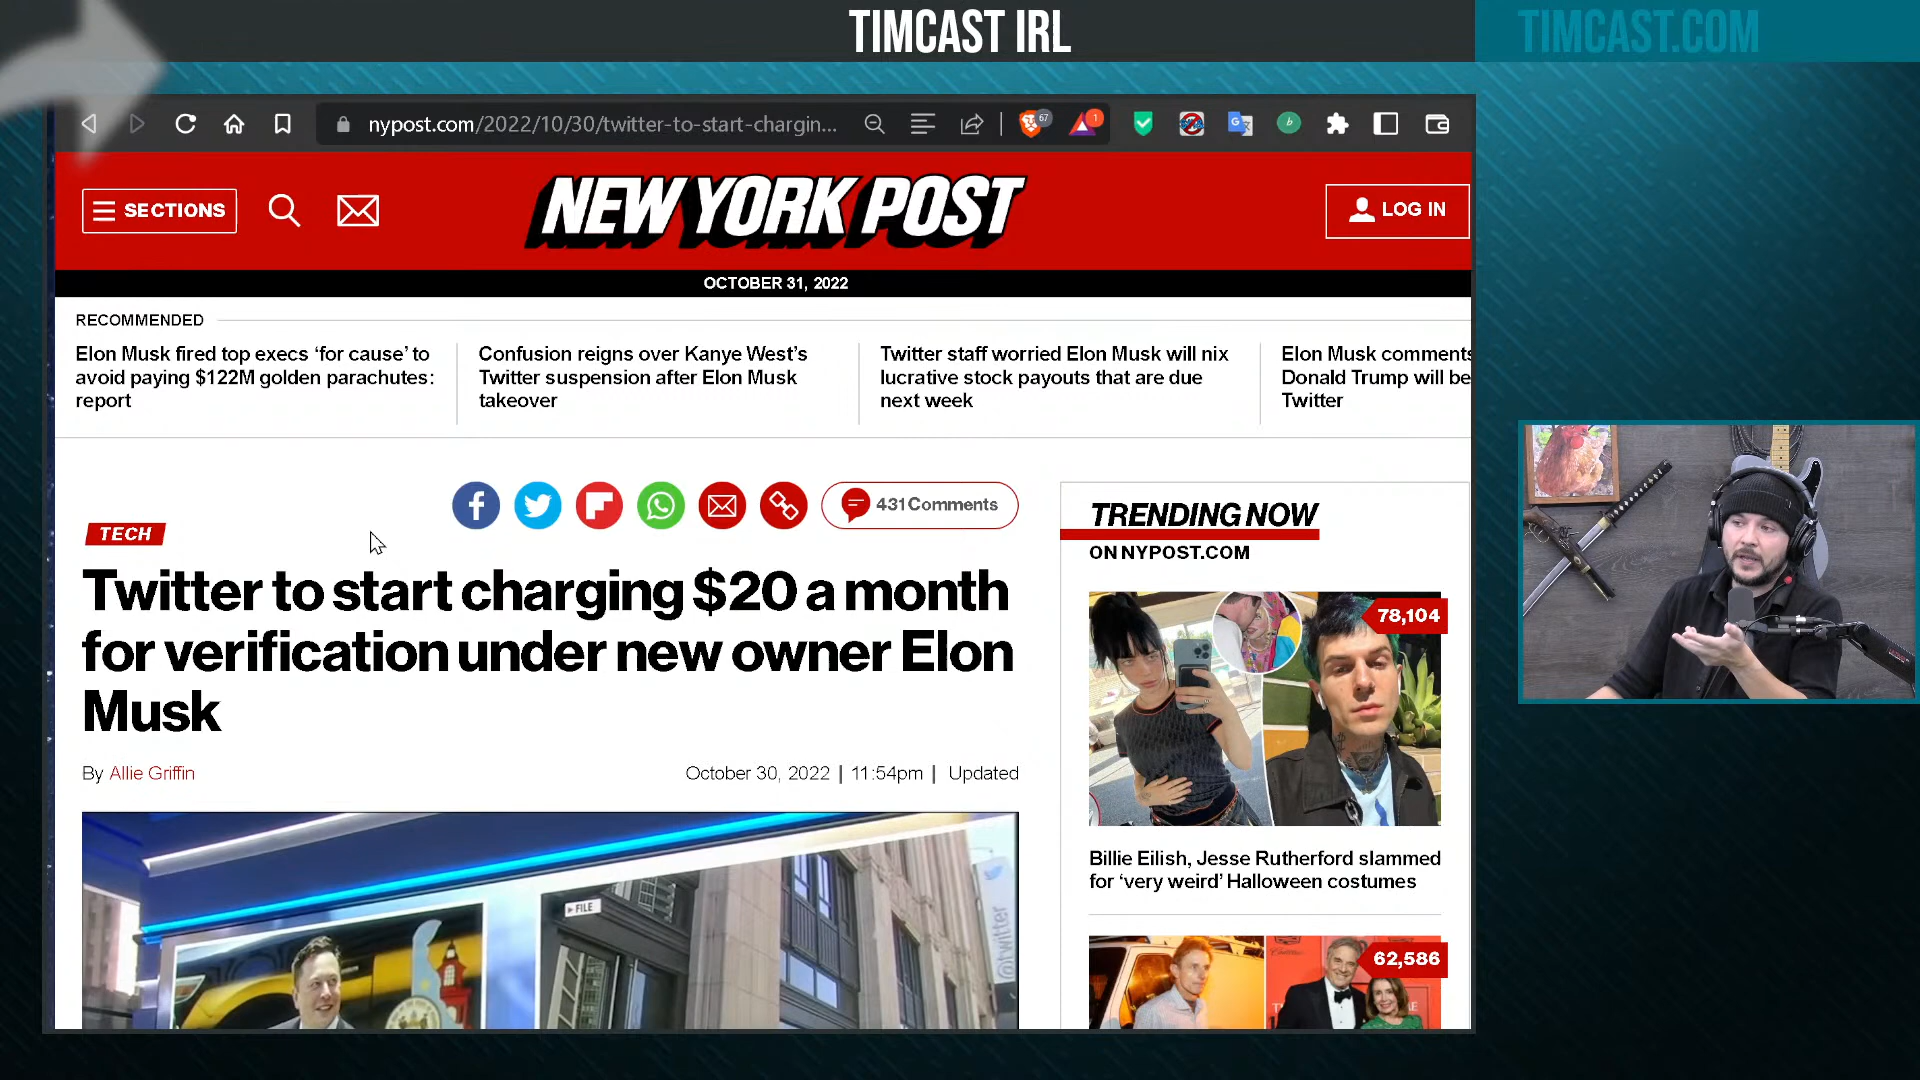 TIMCAST IRL
TIMCAST.COM
nypost.com/2022/10/30/twitter-to-start-chargin...
67
1
b
SECTIONS
NEW YORK POST
LOG IN
OCTOBER 31, 2022
RECOMMENDED
Elon Musk fired top execs ‘for cause’ to
avoid paying $122M golden parachutes:
report
Confusion reigns over Kanye West’s
Twitter suspension after Elon Musk
takeover
Twitter staff worried Elon Musk will nix
lucrative stock payouts that are due
next week
Elon Musk comments
Donald Trump will be
Twitter
431 Comments
TECH
Twitter to start charging $20 a month
for verification under new owner Elon
Musk
By Allie Griffin
October 30, 2022 | 11:54pm | Updated
FILE
@twitter
TRENDING NOW
ON NYPOST.COM
78,104
Billie Eilish, Jesse Rutherford slammed
for ‘very weird’ Halloween costumes
62,586